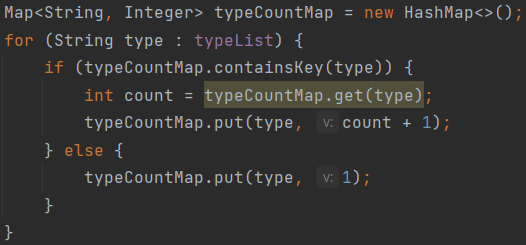 Map<String, Integer> typeCountMap = new HashMap<>();
for (String type : typeList) {
    if (typeCountMap.containsKey(type)) {
        int count = typeCountMap.get(type);
        typeCountMap.put(type, v: count + 1);
    } else {
        typeCountMap.put(type, v: 1);
    }
}